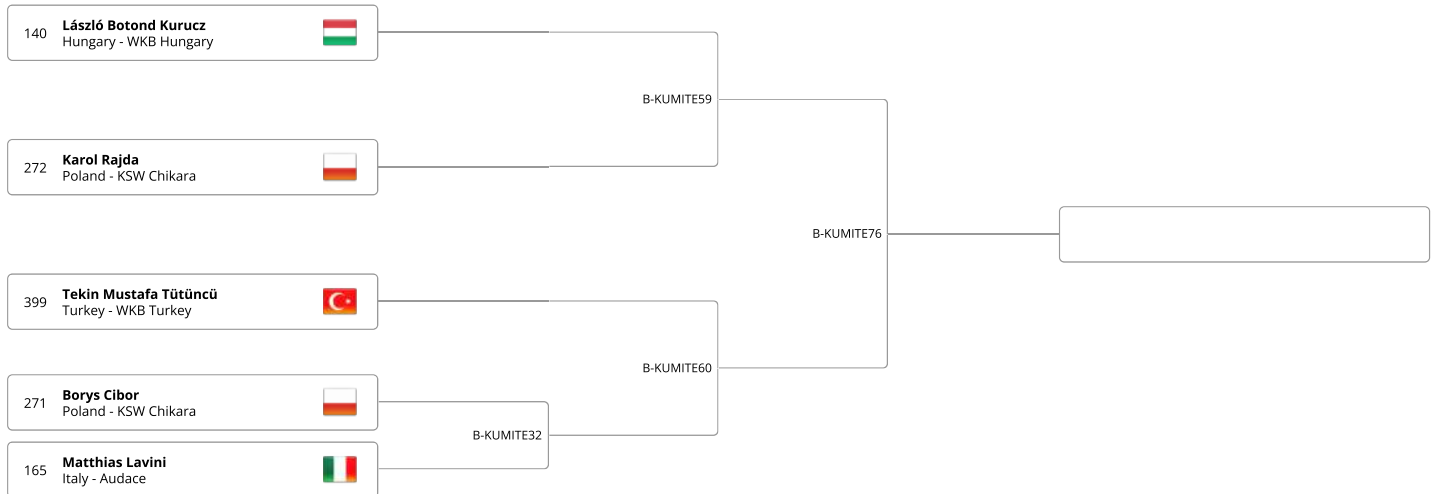 140
László Botond Kurucz
Hungary - WKB Hungary
B-KUMITE59
272
Karol Rajda
Poland - KSW Chikara
B-KUMITE76
399
Tekin Mustafa Tütüncü
Turkey - WKB Turkey
B-KUMITE60
271
Borys Cibor
Poland - KSW Chikara
B-KUMITE32
165
Matthias Lavini
Italy - Audace